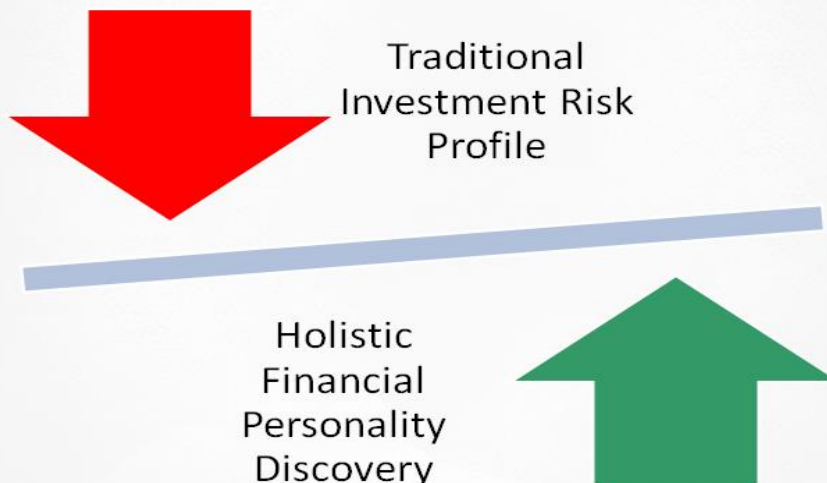 Traditional
Investment Risk
Profile
Holistic
Financial
Personality
Discovery